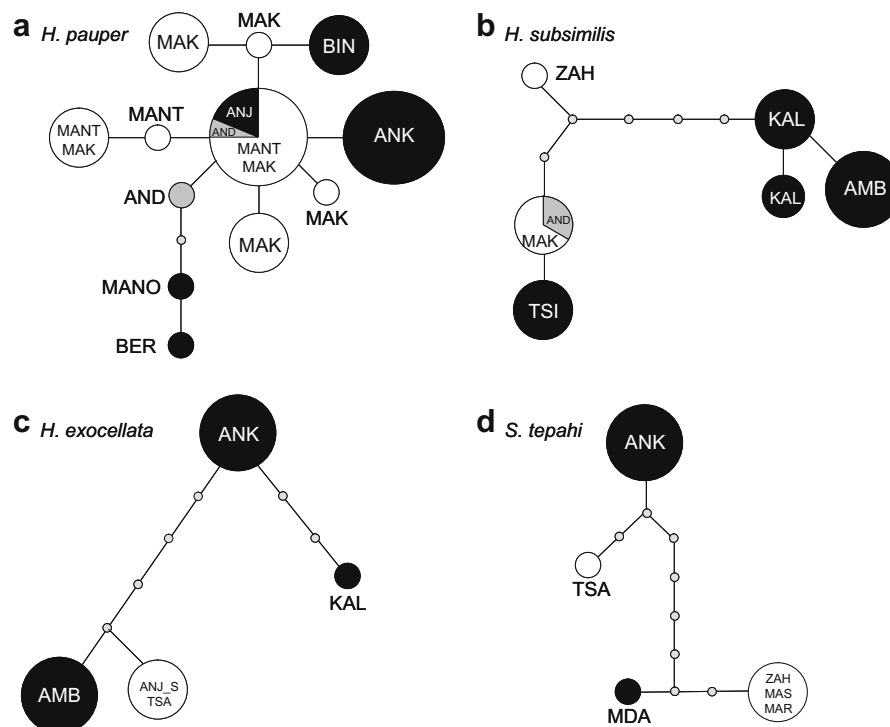 a H. pauper
MAK
MAK
BIN
MANT
MANT
MAK
ANJ
AND
MANT
MAK
ANK
AND
MAK
MAK
MANO
BER
b H. subsimilis
ZAH
KAL
KAL
AMB
AND
MAK
TSI
c H. exocellata
ANK
KAL
AMB
ANJ_S
TSA
d S. tepahi
ANK
TSA
MDA
ZAH
MAS
MAR